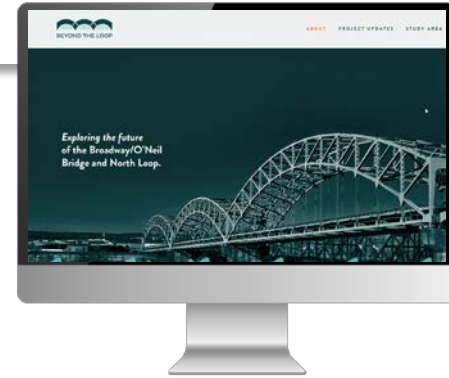 BEYOND THE LOOP
ABOUT PROJECT UPDATES STUDY AREA
Exploring the future
of the Broadway/O'Neil
Bridge and North Loop.